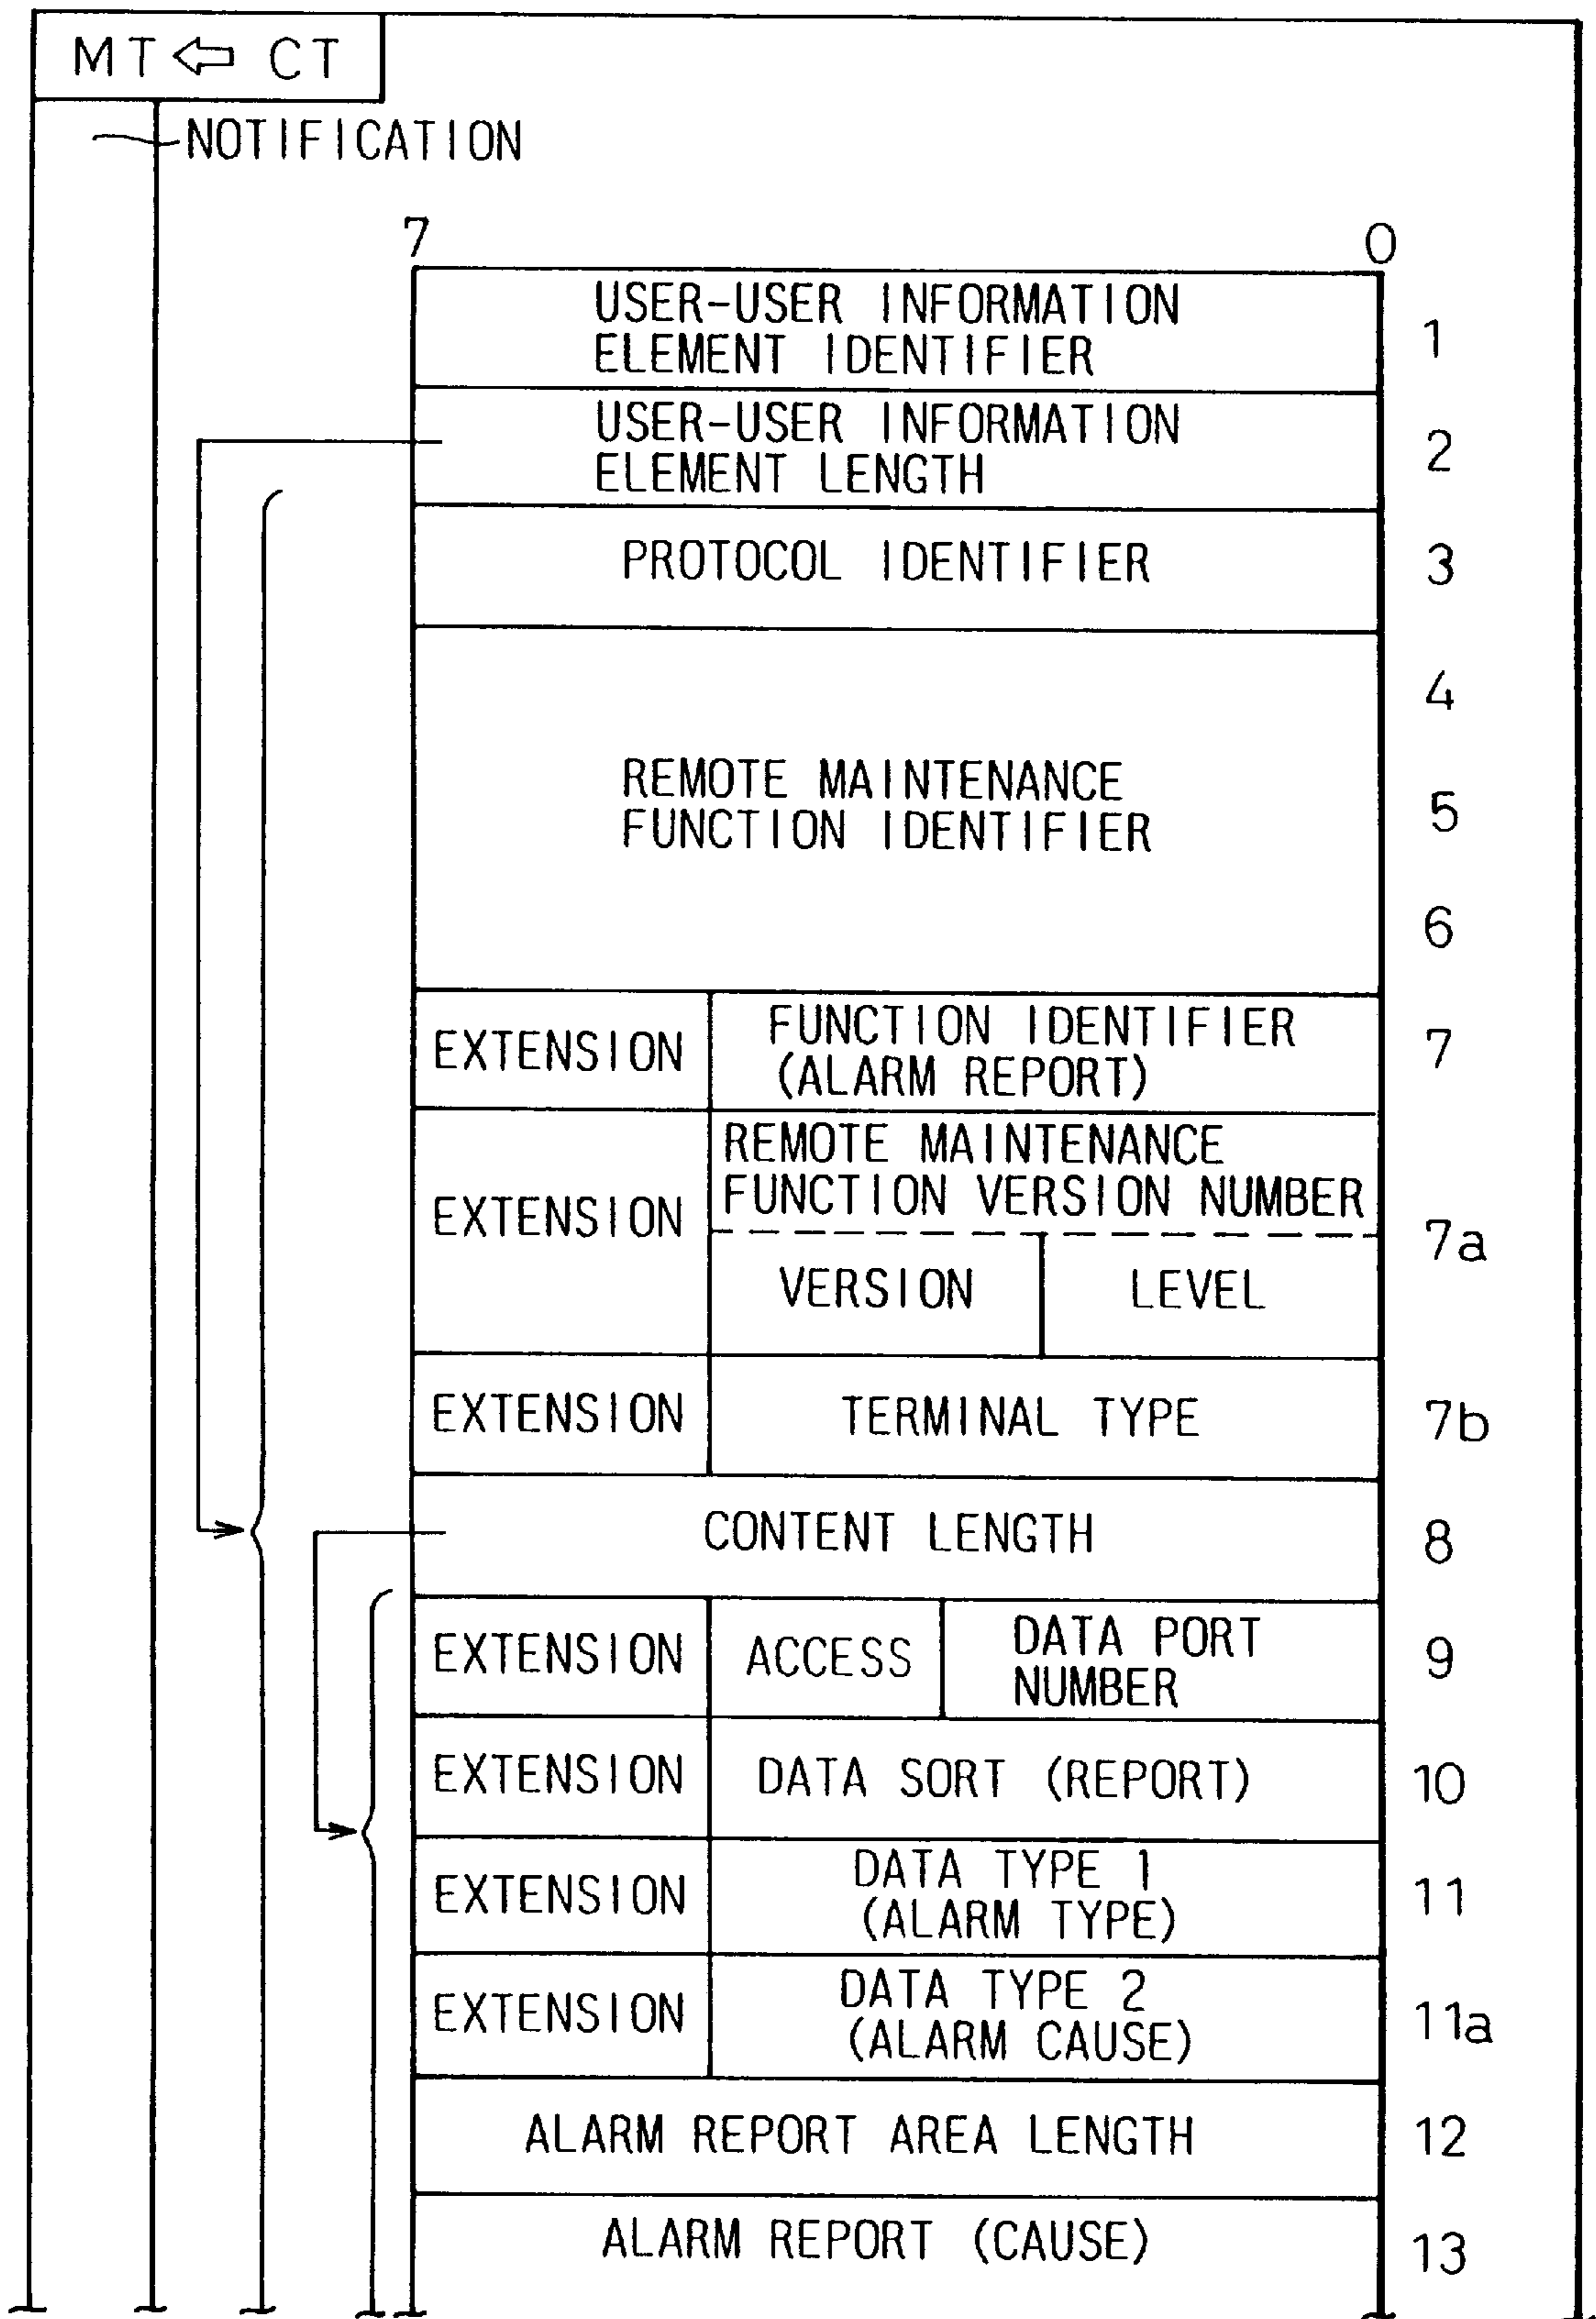 MT ⇦ CT
NOTIFICATION
7 0
USER-USER INFORMATION
ELEMENT IDENTIFIER
1
USER-USER INFORMATION
ELEMENT LENGTH
2
PROTOCOL IDENTIFIER
3
4
REMOTE MAINTENANCE
FUNCTION IDENTIFIER
5
6
EXTENSION
FUNCTION IDENTIFIER
(ALARM REPORT)
7
EXTENSION
REMOTE MAINTENANCE
FUNCTION VERSION NUMBER
VERSION
LEVEL
7a
EXTENSION
TERMINAL TYPE
7b
CONTENT LENGTH
8
EXTENSION
ACCESS
DATA PORT
NUMBER
9
EXTENSION
DATA SORT (REPORT)
10
EXTENSION
DATA TYPE 1
(ALARM TYPE)
11
EXTENSION
DATA TYPE 2
(ALARM CAUSE)
11a
ALARM REPORT AREA LENGTH
12
ALARM REPORT (CAUSE)
13